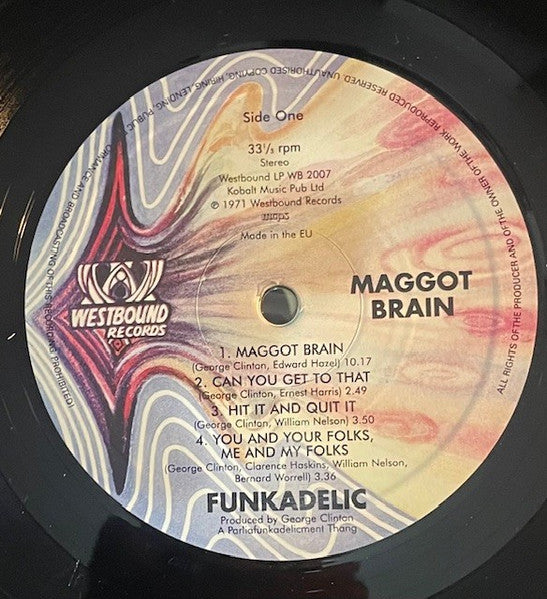 Side One
33⅓ rpm
Stereo
Westbound LP WB 2007
Kobalt Music Pub Ltd
℗ 1971 Westbound Records
mcps
Made in the EU
WESTBOUND
RECORDS
MAGGOT
BRAIN
1. MAGGOT BRAIN
(George Clinton, Edward Hazel) 10.17
2. CAN YOU GET TO THAT
(George Clinton, Ernest Harris) 2.49
3. HIT IT AND QUIT IT
(George Clinton, William Nelson) 3.50
4. YOU AND YOUR FOLKS,
ME AND MY FOLKS
(George Clinton, Clarence Haskins, William Nelson,
Bernard Worrell) 3.36
FUNKADELIC
Produced by George Clinton
A Parliafunkadelicment Thang
ALL RIGHTS OF THE PRODUCER AND OF THE OWNER OF THE WORK REPRODUCED RESERVED. UNAUTHORISED COPYING, HIRING, LENDING, PUBLIC PERFORMANCE AND BROADCASTING OF THIS RECORDING PROHIBITED)